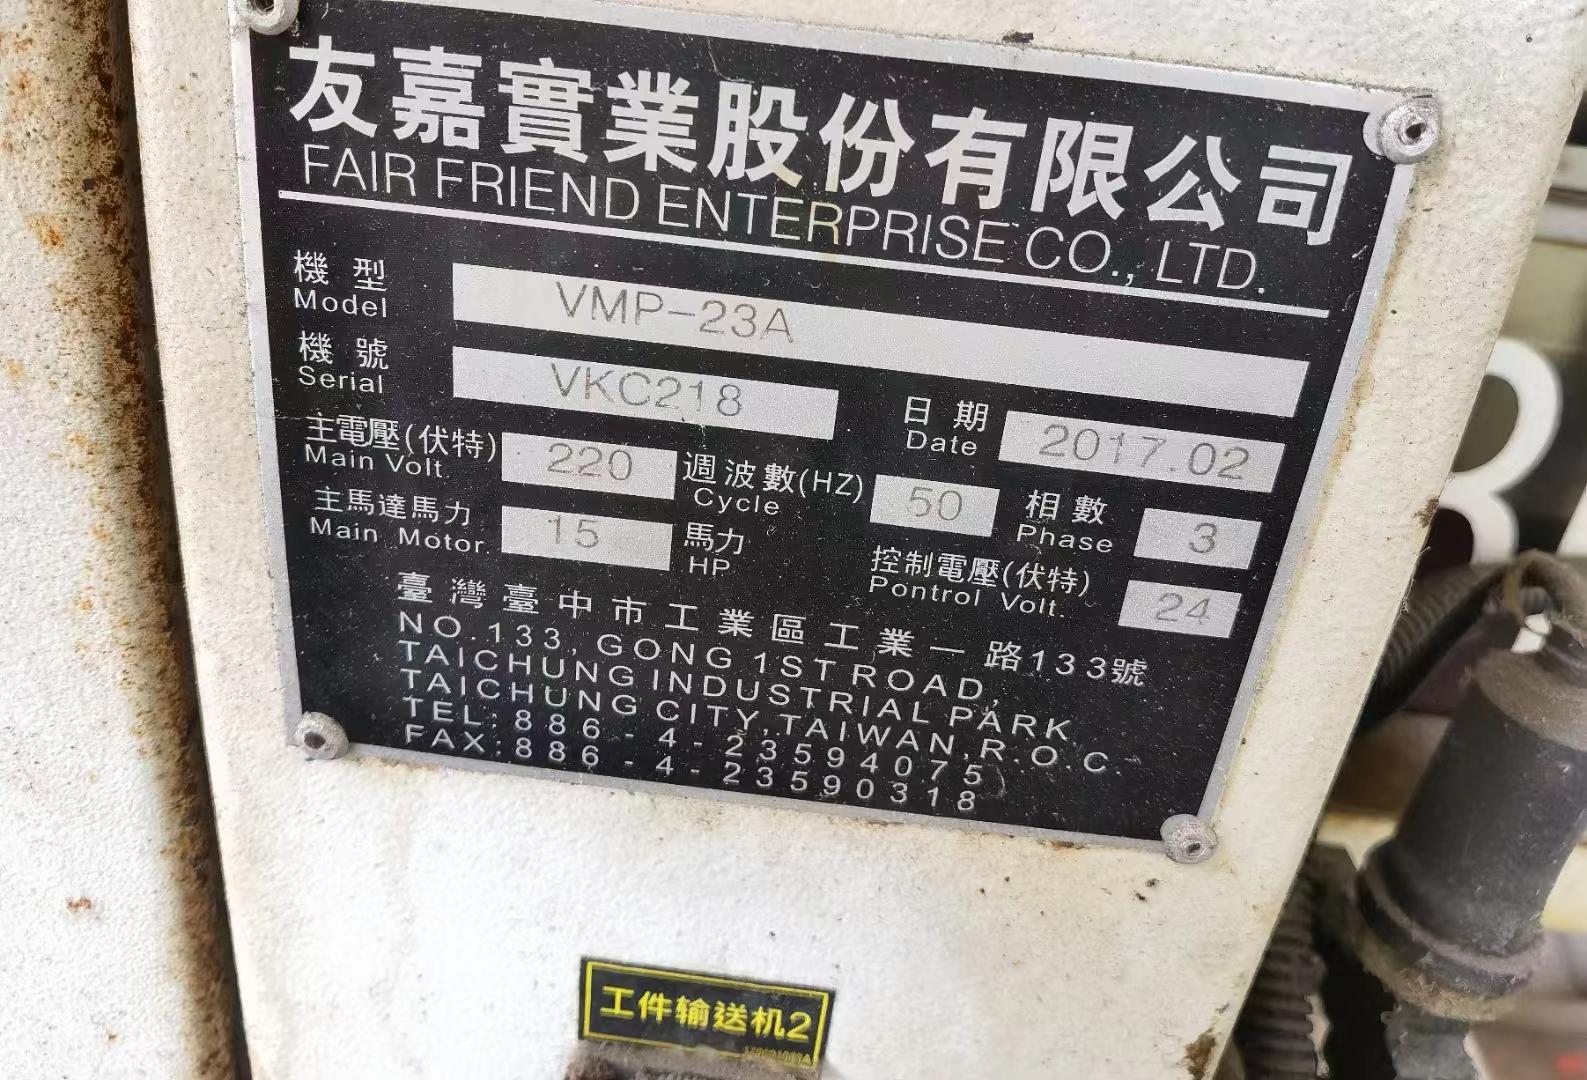 友嘉實業股份有限公司
FAIR FRIEND ENTERPRISE CO., LTD.
機型 VMP-23A
Model
機號 VKC218 日期 2017.02
Serial Date
主電壓(伏特) 220 週波數(HZ) 50 相數 3
Main Volt. Cycle Phase
主馬達馬力 15 馬力 控制電壓(伏特) 24
Main Motor. HP Pontrol Volt.
臺灣臺中市工業區工業一路133號
NO.133, GONG 1ST ROAD,
TAICHUNG INDUSTRIAL PARK
TAICHUNG CITY,TAIWAN,R.O.C.
TEL:886-4-23594075
FAX:886-4-23590318
工件输送机2